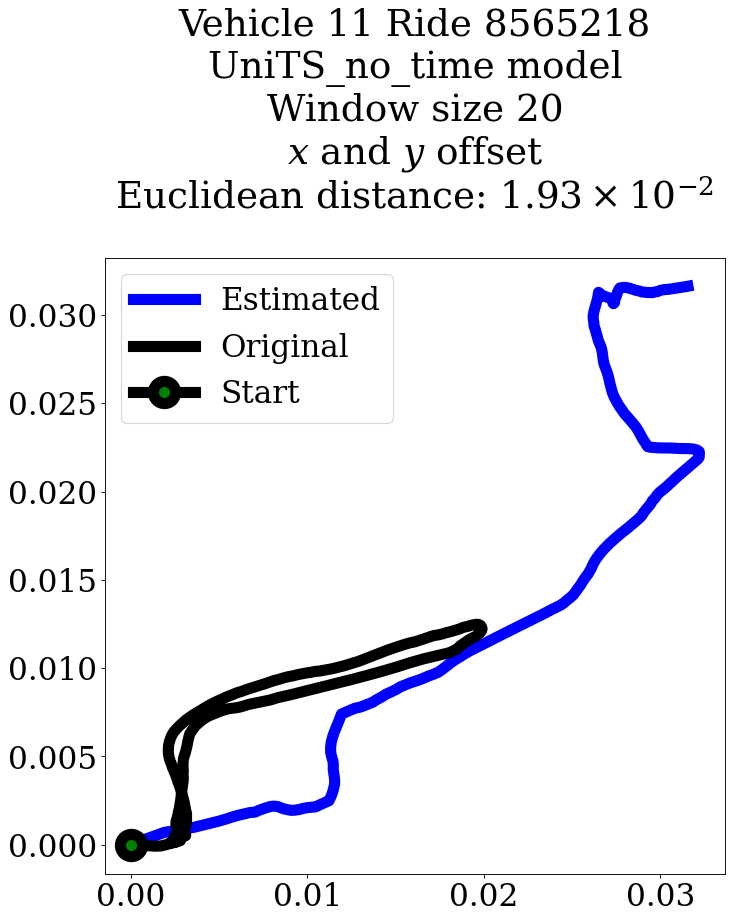 Vehicle 11 Ride 8565218
UniTS_no_time model
Window size 20
x and y offset
Euclidean distance: 1.93 × 10⁻²
Estimated
Original
Start
0.030
0.025
0.020
0.015
0.010
0.005
0.000
0.00 0.01 0.02 0.03